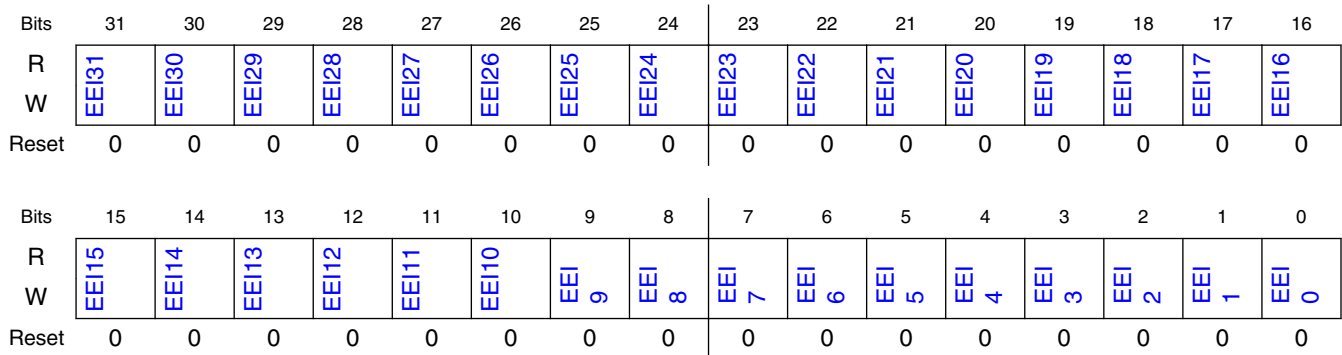 Bits 31 30 29 28 27 26 25 24 23 22 21 20 19 18 17 16
R
W
EEI31 EEI30 EEI29 EEI28 EEI27 EEI26 EEI25 EEI24 EEI23 EEI22 EEI21 EEI20 EEI19 EEI18 EEI17 EEI16
Reset 0 0 0 0 0 0 0 0 0 0 0 0 0 0 0 0
Bits 15 14 13 12 11 10 9 8 7 6 5 4 3 2 1 0
R
W
EEI15 EEI14 EEI13 EEI12 EEI11 EEI10 EEI 9 EEI 8 EEI 7 EEI 6 EEI 5 EEI 4 EEI 3 EEI 2 EEI 1 EEI 0
Reset 0 0 0 0 0 0 0 0 0 0 0 0 0 0 0 0